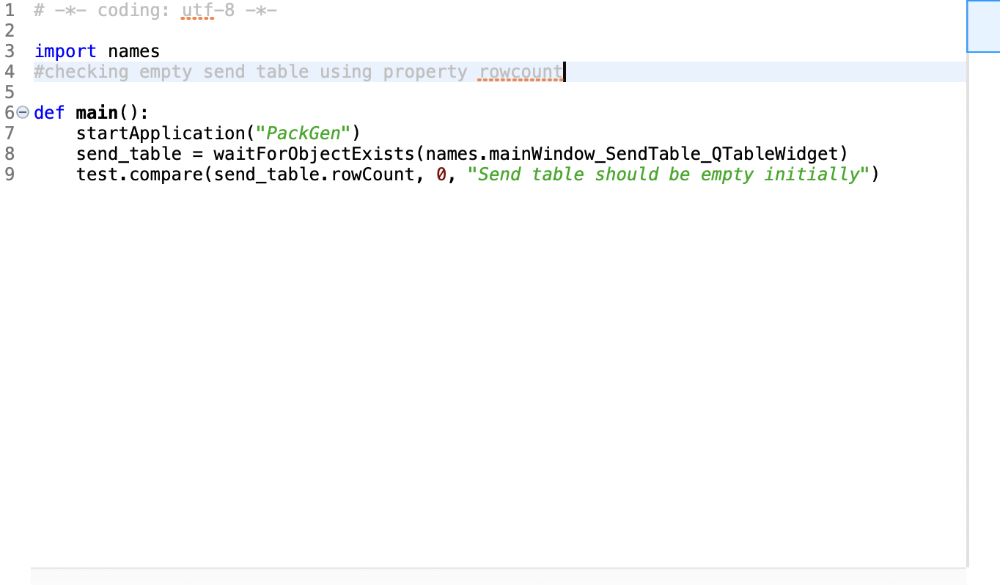 1 # -*- coding: utf-8 -*-
2
3 import names
4 #checking empty send table using property rowcount
5
6 def main():
7     startApplication("PackGen")
8     send_table = waitForObjectExists(names.mainWindow_SendTable_QTableWidget)
9     test.compare(send_table.rowCount, 0, "Send table should be empty initially")